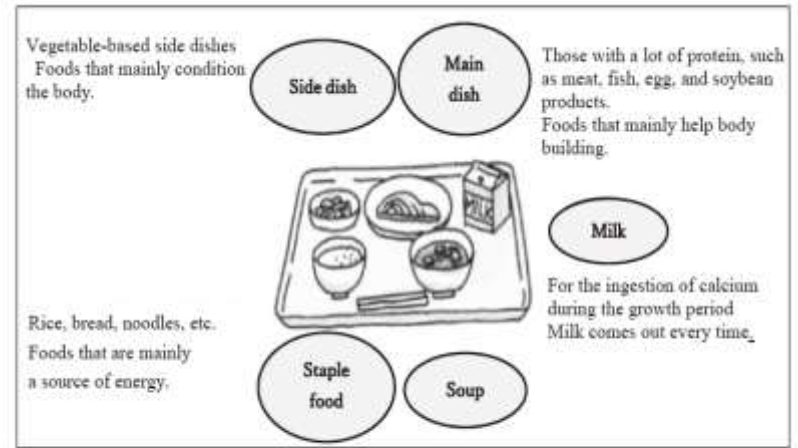 Vegetable-based side dishes
Foods that mainly condition
the body.
Side dish
Main
dish
Those with a lot of protein, such
as meat, fish, egg, and soybean
products.
Foods that mainly help body
building.
MILK
Milk
For the ingestion of calcium
during the growth period
Milk comes out every time.
Rice, bread, noodles, etc.
Foods that are mainly
a source of energy.
Staple
food
Soup